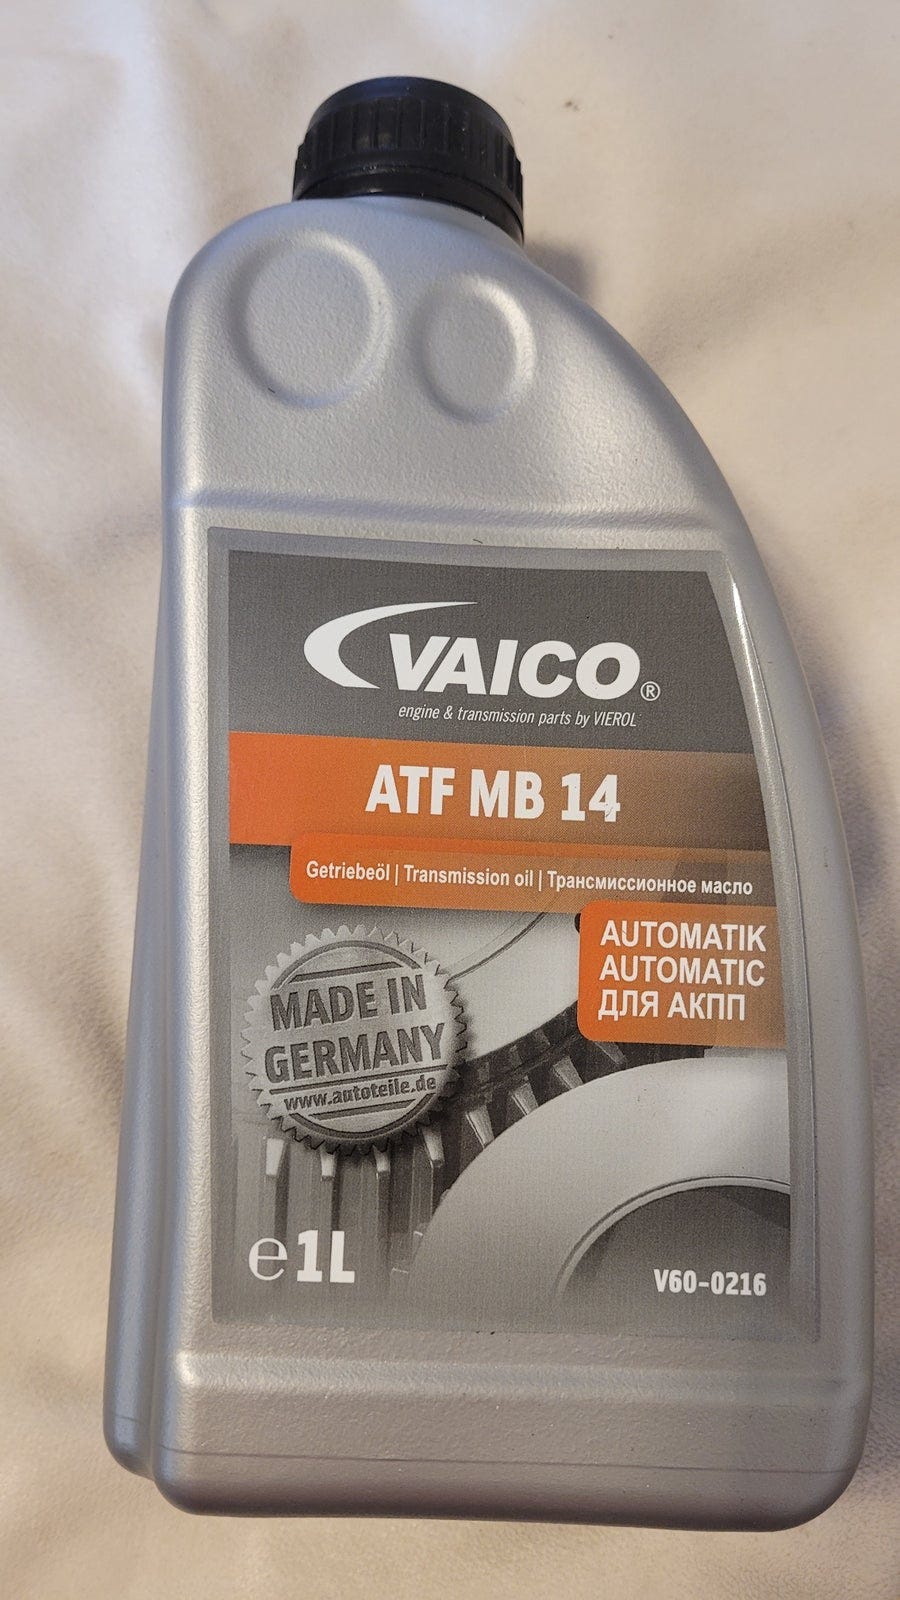 VAICO®
engine & transmission parts by VIEROL
ATF MB 14
Getriebeöl | Transmission oil | Трансмиссионное масло
AUTOMATIK
AUTOMATIC
ДЛЯ АКПП
MADE IN
GERMANY
www.autoteile.de
℮ 1L
V60-0216